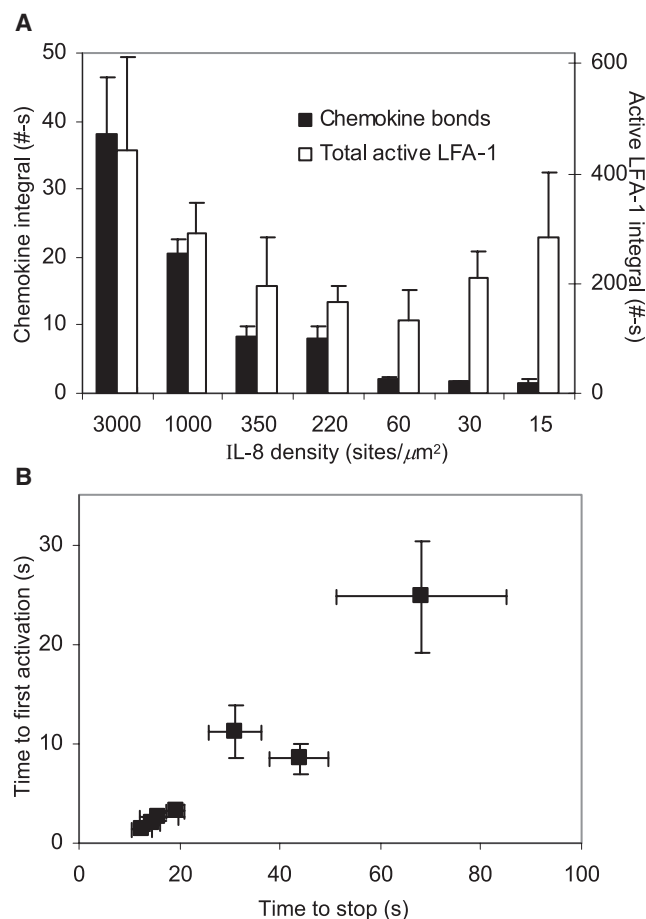 A
Chemokine integral (#-s)
50
40
30
20
10
0
Chemokine bonds
Total active LFA-1
600
400
200
0
Active LFA-1
integral (#-s)
3000 1000 350 220 60 30 15
IL-8 density (sites/μm²)
B
Time to first activation (s)
30
20
10
0
0 20 40 60 80 100
Time to stop (s)